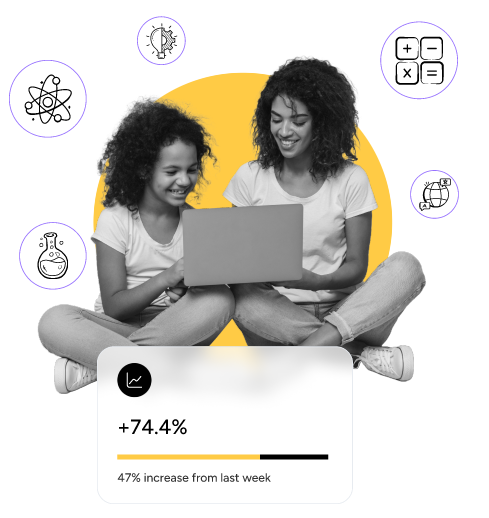 + −
x =
B
A
+74.4%
47% increase from last week